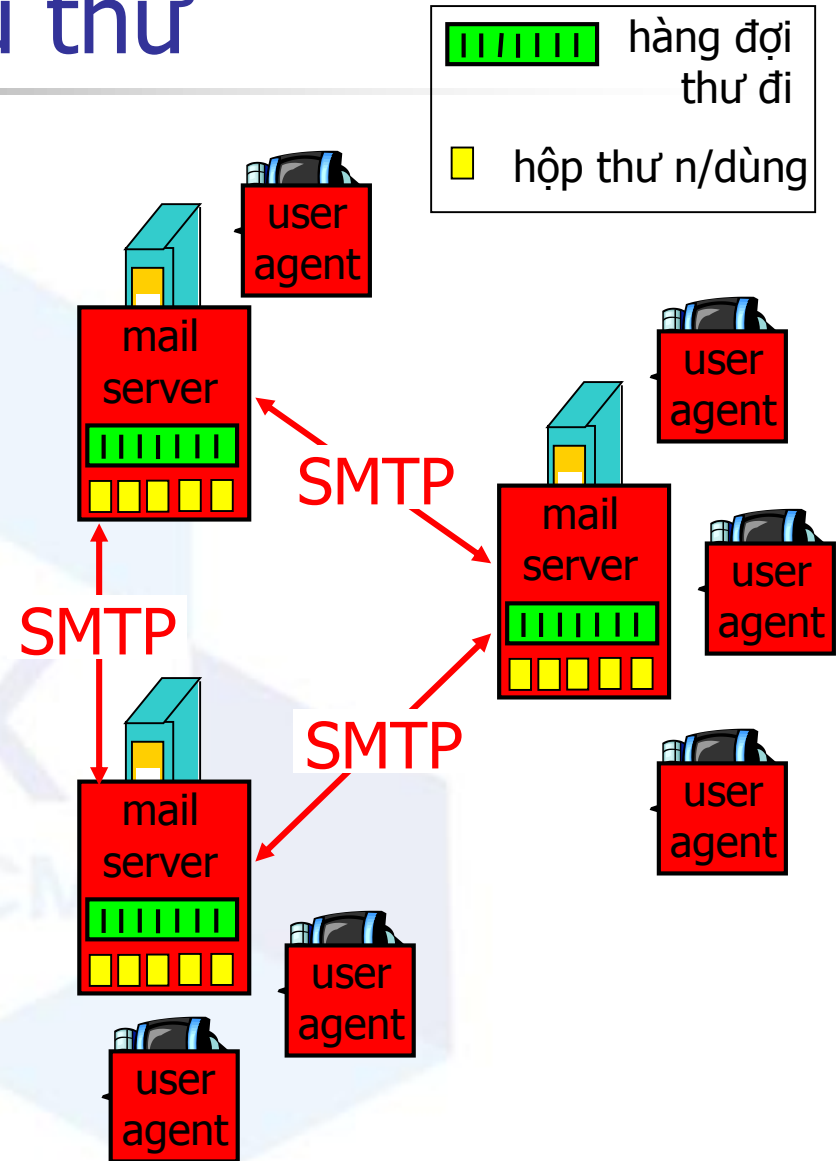 thư
hàng đợi
thư đi
hộp thư n/dùng
user
agent
mail
server
user
agent
SMTP
mail
server
user
agent
SMTP
SMTP
user
agent
mail
server
user
agent
user
agent